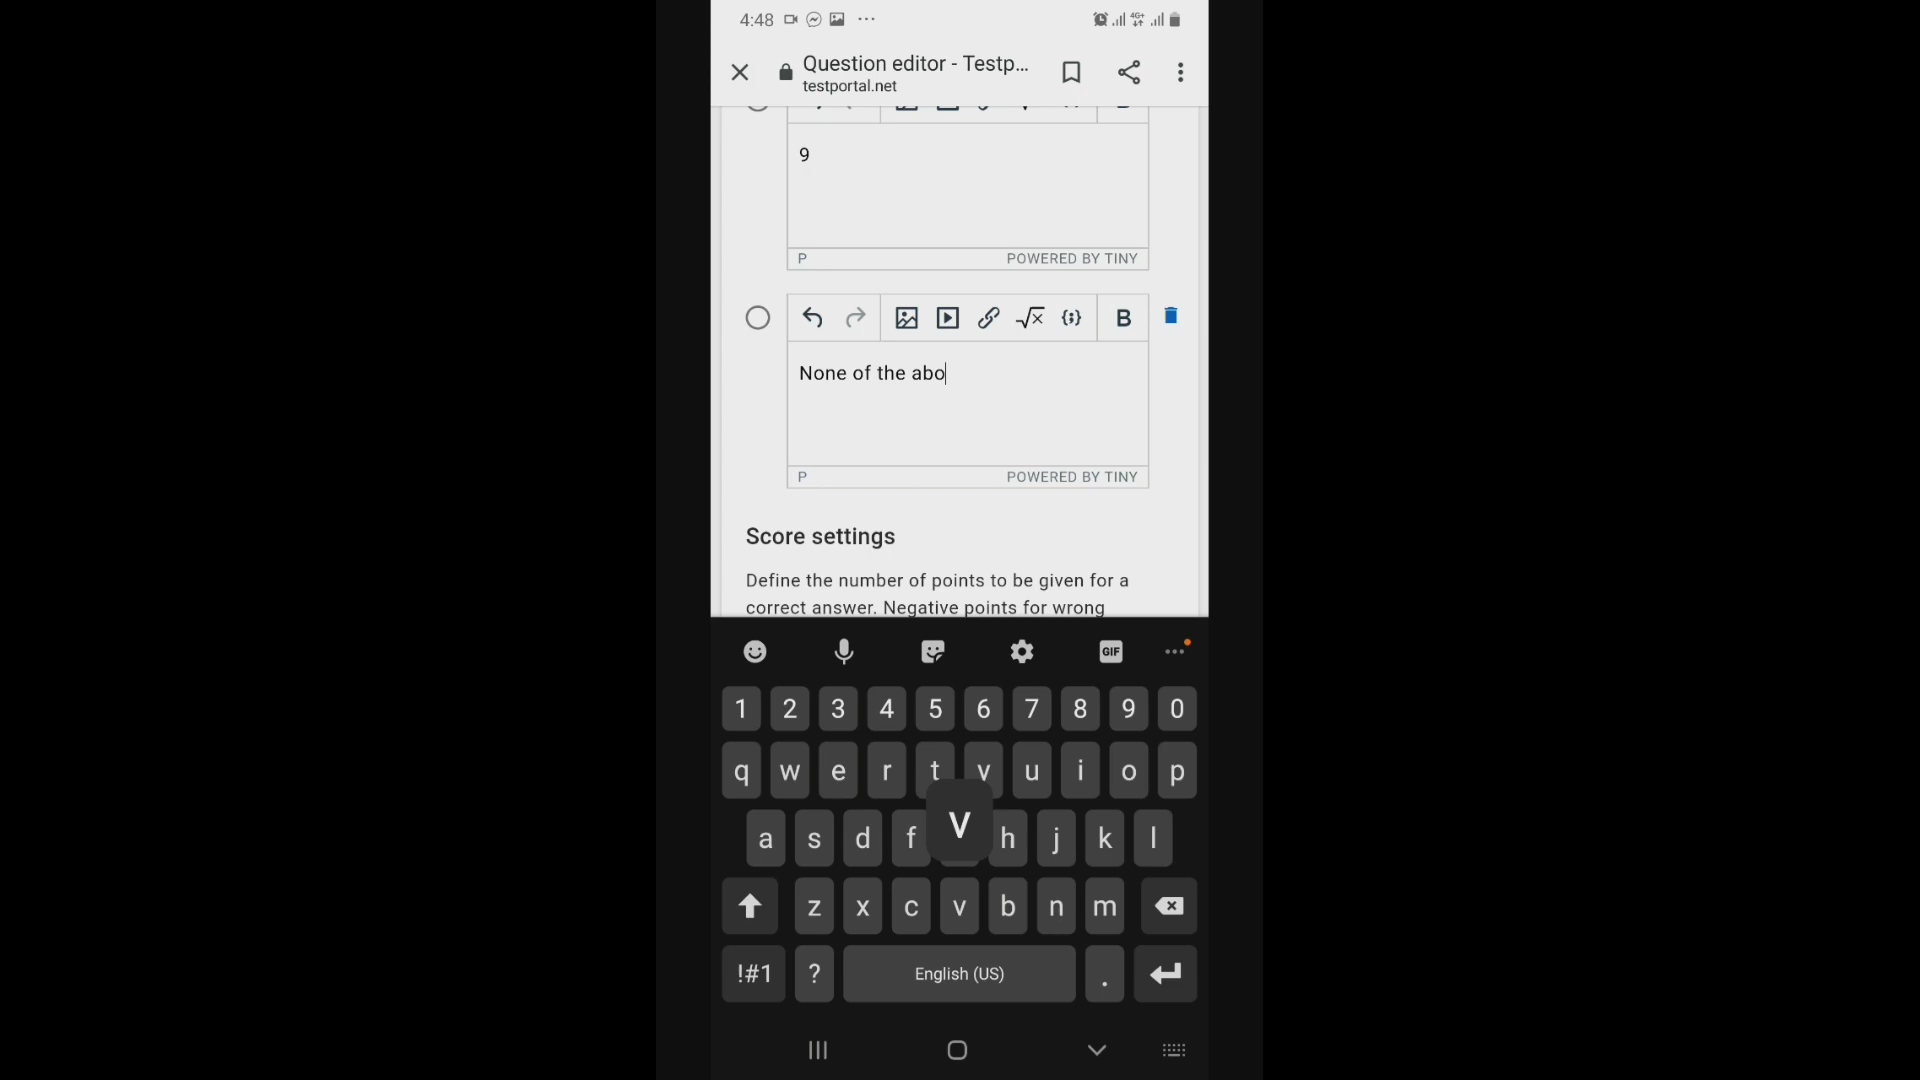 4:48
4G+
Question editor - Testp...
testportal.net
9
P POWERED BY TINY
B
None of the abo
P POWERED BY TINY
Score settings
Define the number of points to be given for a
correct answer. Negative points for wrong
GIF
1 2 3 4 5 6 7 8 9 0
q w e r t y u i o p
V
a s d f h j k l
z x c v b n m
!#1 ? English (US) .